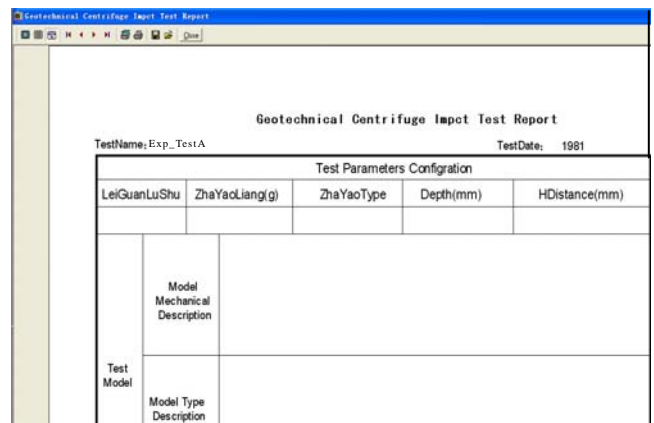 Geotechnical Centrifuge Impct Test Report
Close
Geotechnical Centrifuge Impct Test Report
TestName: Exp_TestA TestDate: 1981
Test Parameters Configration
LeiGuanLuShu ZhaYaoLiang(g) ZhaYaoType Depth(mm) HDistance(mm)
Model
Mechanical
Description
Test
Model
Model Type
Description